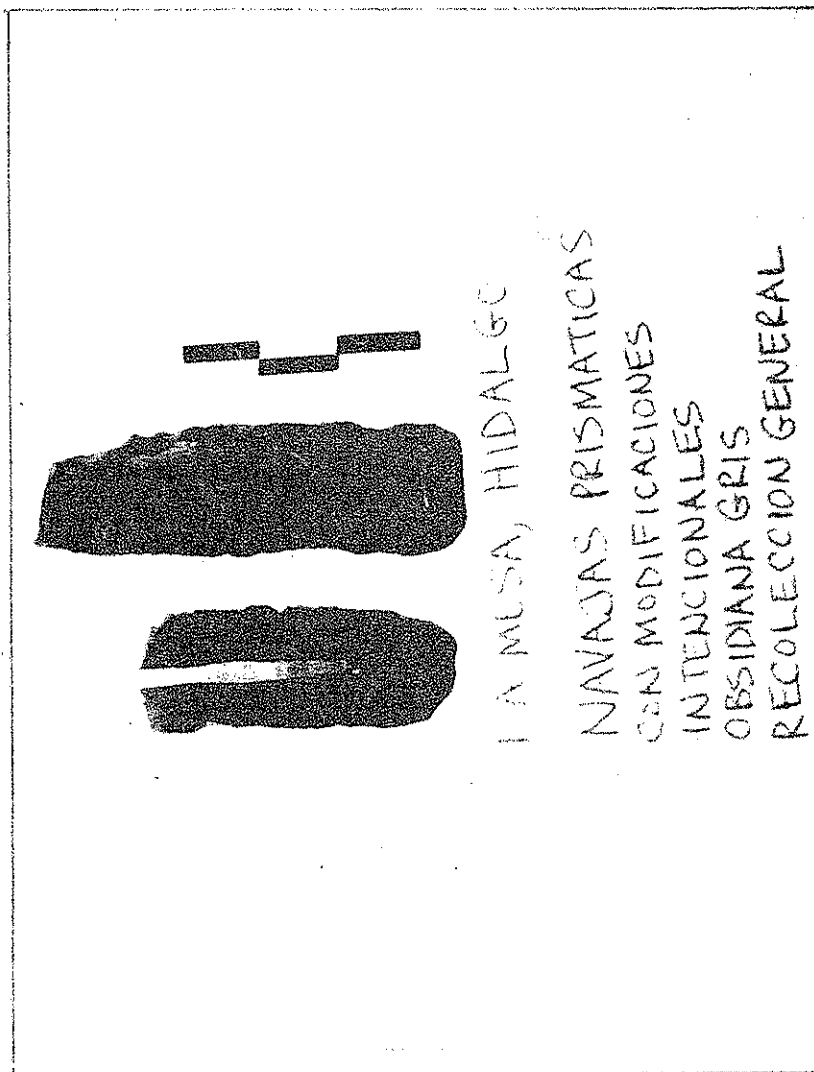 LA MESA, HIDALGO
NAVAJAS PRISMATICAS
CON MODIFICACIONES
INTENCIONALES
OBSIDIANA GRIS
RECOLECCION GENERAL